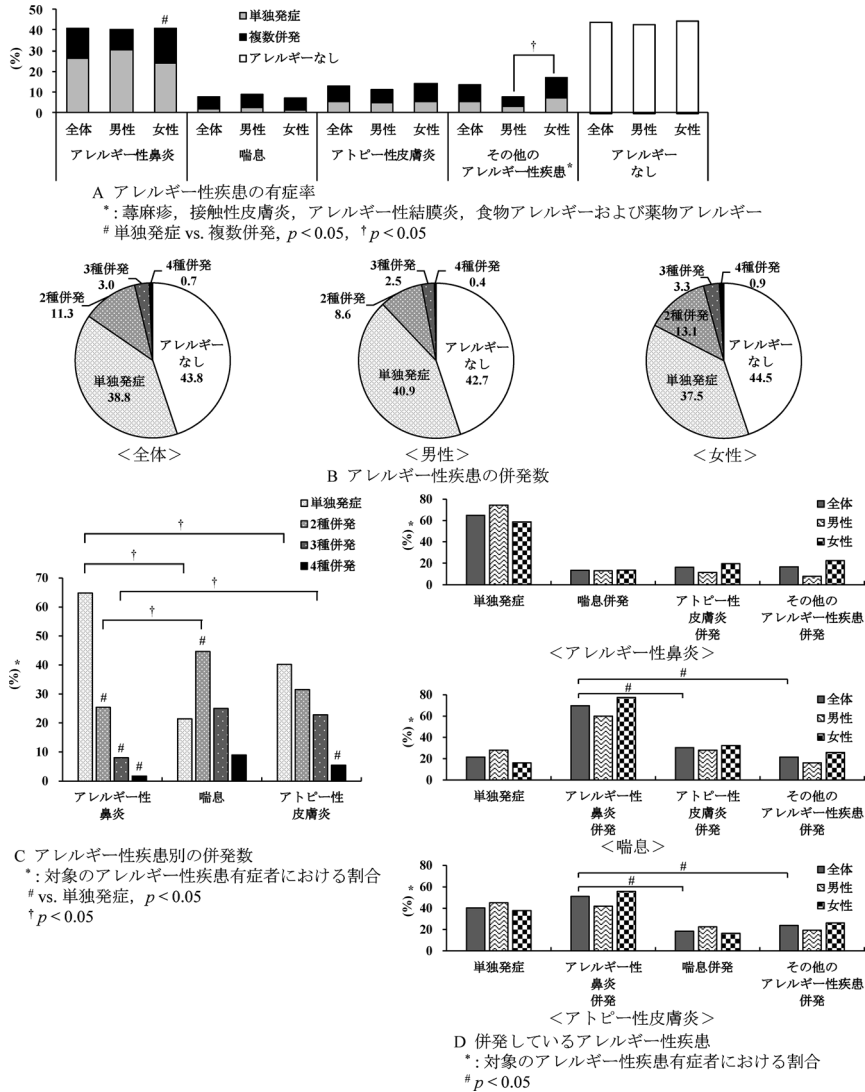 (%)
50
40
30
20
10
0
単独発症
複数併発
アレルギーなし
#
†
全体 男性 女性 全体 男性 女性 全体 男性 女性 全体 男性 女性 全体 男性 女性
アレルギー性鼻炎 喘息 アトピー性皮膚炎 その他の アレルギー
アレルギー性疾患* なし
A アレルギー性疾患の有症率
*:蕁麻疹,接触性皮膚炎,アレルギー性結膜炎,食物アレルギーおよび薬物アレルギー
# 単独発症 vs. 複数併発, p < 0.05, † p < 0.05
3種併発 4種併発
3.0 0.7
2種併発
11.3
アレルギー
なし
43.8
単独発症
38.8
<全体>
3種併発 4種併発
2.5 0.4
2種併発
8.6
アレルギー
なし
42.7
単独発症
40.9
<男性>
3種併発 4種併発
3.3 0.9
2種併発
13.1
アレルギー
なし
44.5
単独発症
37.5
<女性>
B アレルギー性疾患の併発数
単独発症
2種併発
3種併発
4種併発
†
†
†
†
(%)*
70
60
50
40
30
20
10
0
# # # # #
アレルギー性 喘息 アトピー性
鼻炎 皮膚炎
C アレルギー性疾患別の併発数
*:対象のアレルギー性疾患有症者における割合
# vs. 単独発症, p < 0.05
† p < 0.05
(%)*
80
60
40
20
0
全体
男性
女性
単独発症 喘息併発 アトピー性 その他の
皮膚炎 アレルギー性疾患
併発 併発
<アレルギー性鼻炎>
#
#
(%)*
80
60
40
20
0
全体
男性
女性
単独発症 アレルギー性 アトピー性 その他の
鼻炎 皮膚炎 アレルギー性疾患
併発 併発 併発
<喘息>
#
#
(%)*
80
60
40
20
0
全体
男性
女性
単独発症 アレルギー性 喘息併発 その他の
鼻炎 アレルギー性疾患
併発 併発
<アトピー性皮膚炎>
D 併発しているアレルギー性疾患
*:対象のアレルギー性疾患有症者における割合
# p < 0.05